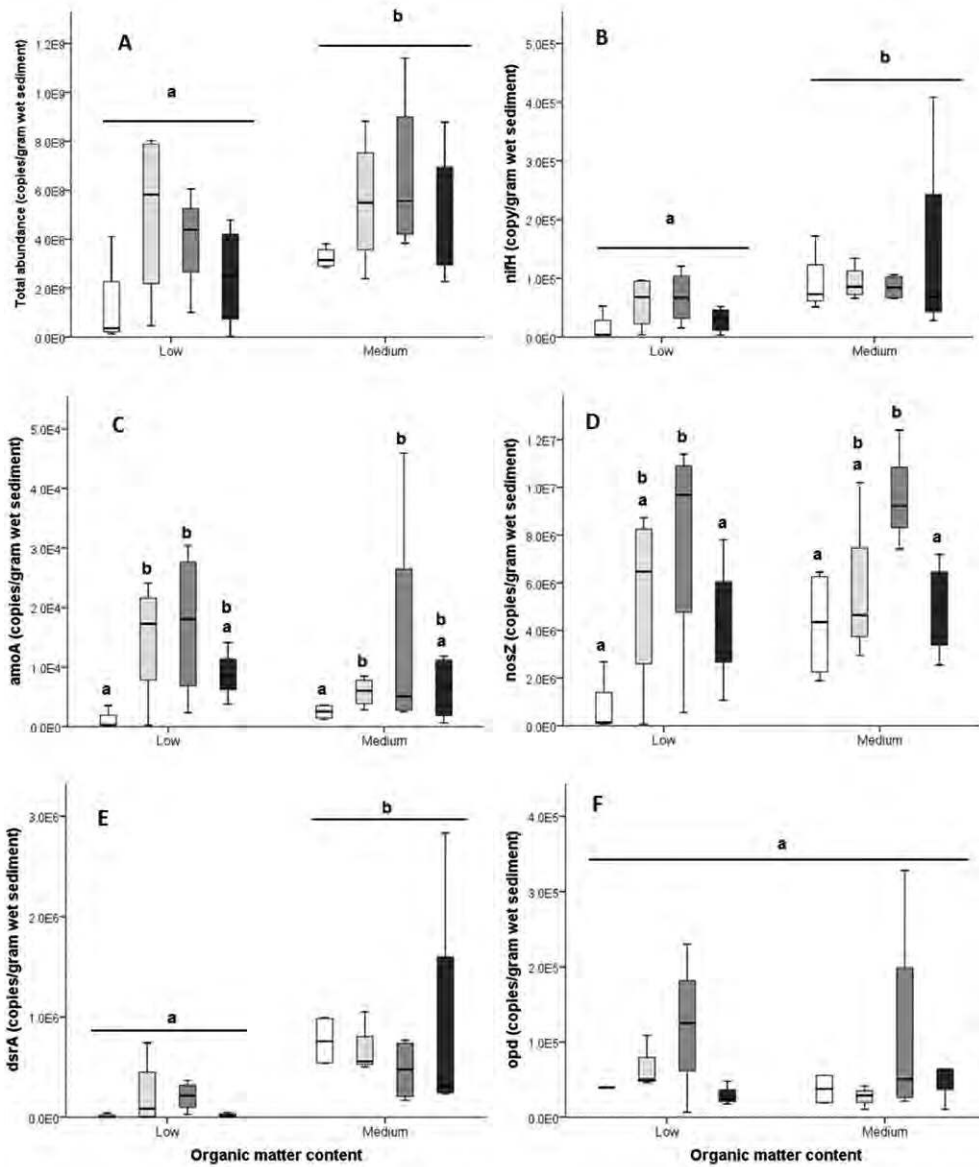 A
B
Total abundance (copies/gram wet sediment)
1.2E9
1.0E9
8.0E8
6.0E8
4.0E8
2.0E8
0.0E0
a
b
Low
Medium
nifH (copy/gram wet sediment)
5.0E5
4.0E5
3.0E5
2.0E5
1.0E5
0.0E0
a
b
Low
Medium
C
amoA (copies/gram wet sediment)
5.0E4
4.0E4
3.0E4
2.0E4
1.0E4
0.0E0
a
b
b
b
a
a
b
b
b
a
Low
Medium
D
nosZ (copies/gram wet sediment)
1.2E7
1.0E7
8.0E6
6.0E6
4.0E6
2.0E6
0.0E0
a
b
a
b
a
a
b
a
b
a
Low
Medium
E
dsrA (copies/gram wet sediment)
3.0E6
2.0E6
1.0E6
0.0E0
a
b
Low
Medium
Organic matter content
F
opd (copies/gram wet sediment)
4.0E5
3.0E5
2.0E5
1.0E5
0.0E0
a
Low
Medium
Organic matter content